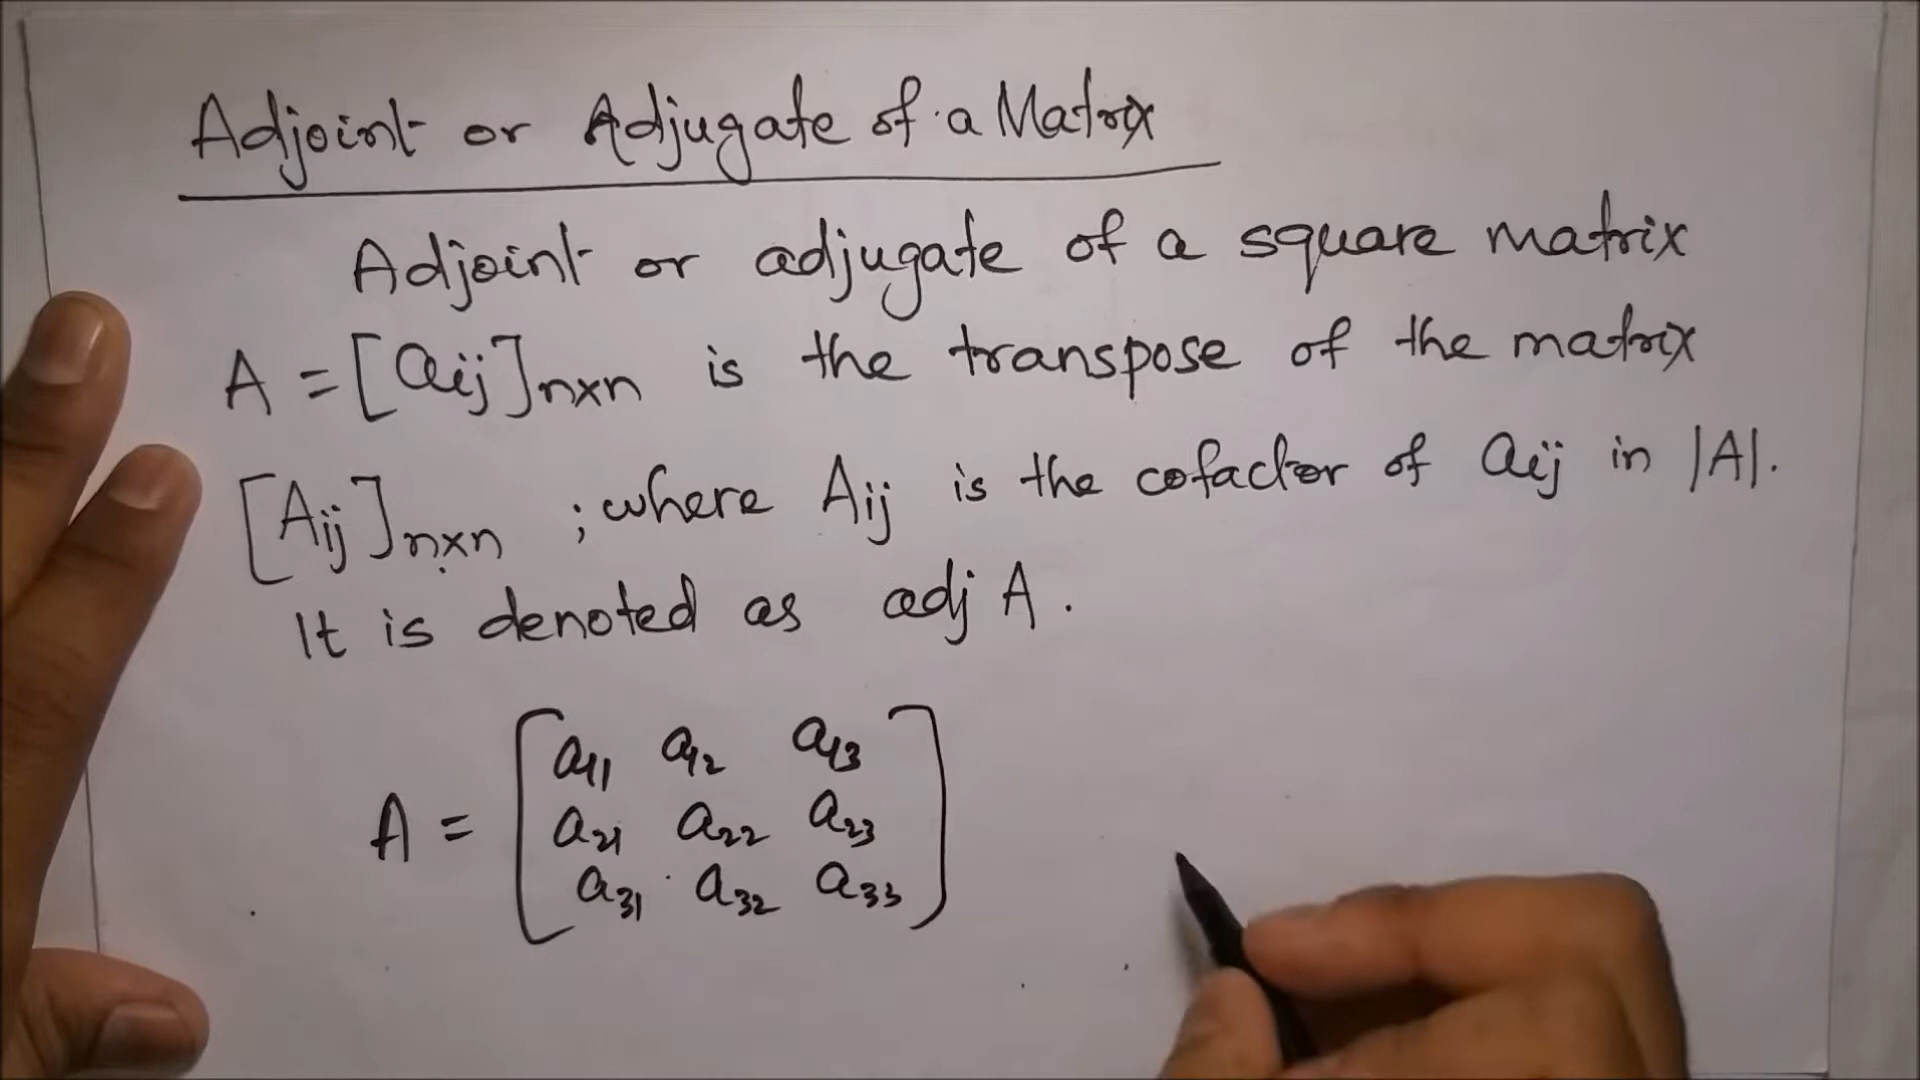 Adjoint or Adjugate of a Matrix
Adjoint or adjugate of a square matrix
A = [aij]n×n is the transpose of the matrix
[Aij]n×n ; where Aij is the cofactor of aij in |A|.
It is denoted as adj A.
a11 a12 a13
A = a21 a22 a23
a31 a32 a33